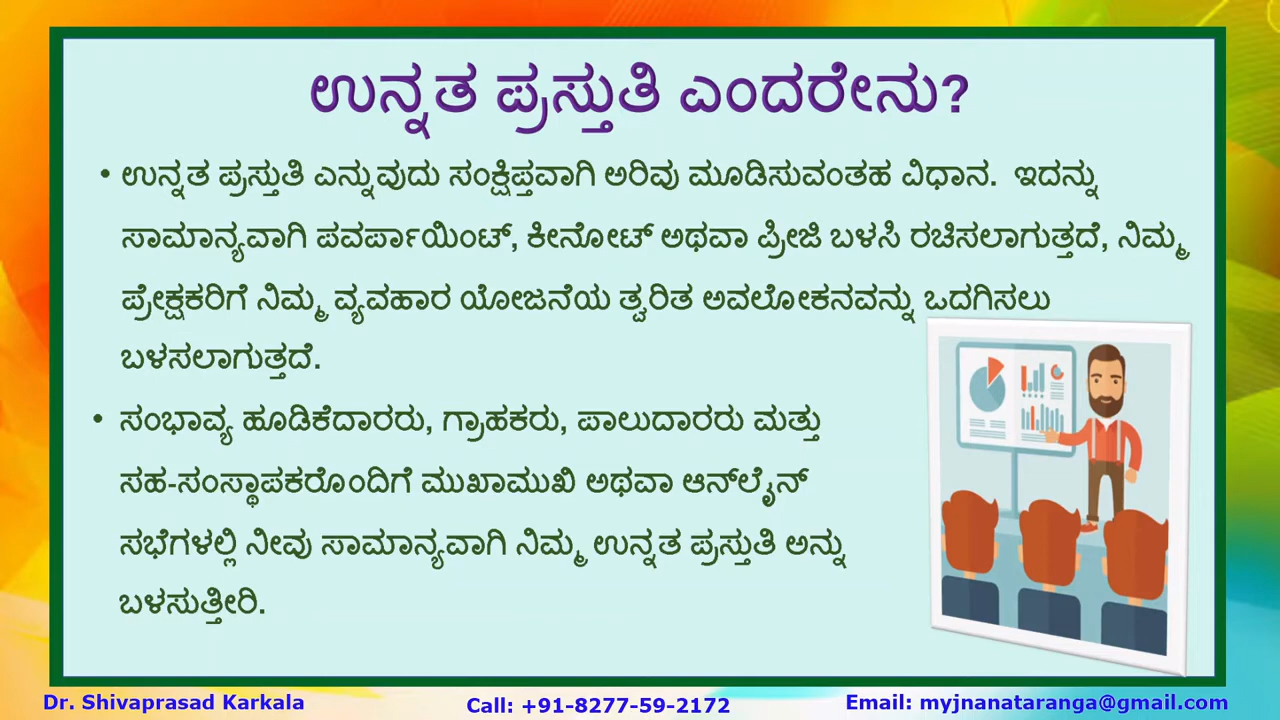 ಉನ್ನತ ಪ್ರಸ್ತುತಿ ಎಂದರೇನು?
• ಉನ್ನತ ಪ್ರಸ್ತುತಿ ಎನ್ನುವುದು ಸಂಕ್ಷಿಪ್ತವಾಗಿ ಅರಿವು ಮೂಡಿಸುವಂತಹ ವಿಧಾನ. ಇದನ್ನು
ಸಾಮಾನ್ಯವಾಗಿ ಪವರ್ಪಾಯಿಂಟ್, ಕೀನೋಟ್ ಅಥವಾ ಪ್ರೀಜಿ ಬಳಸಿ ರಚಿಸಲಾಗುತ್ತದೆ, ನಿಮ್ಮ
ಪ್ರೇಕ್ಷಕರಿಗೆ ನಿಮ್ಮ ವ್ಯವಹಾರ ಯೋಜನೆಯ ತ್ವರಿತ ಅವಲೋಕನವನ್ನು ಒದಗಿಸಲು
ಬಳಸಲಾಗುತ್ತದೆ.
• ಸಂಭಾವ್ಯ ಹೂಡಿಕೆದಾರರು, ಗ್ರಾಹಕರು, ಪಾಲುದಾರರು ಮತ್ತು
ಸಹ-ಸಂಸ್ಥಾಪಕರೊಂದಿಗೆ ಮುಖಾಮುಖಿ ಅಥವಾ ಆನ್‌ಲೈನ್
ಸಭೆಗಳಲ್ಲಿ ನೀವು ಸಾಮಾನ್ಯವಾಗಿ ನಿಮ್ಮ ಉನ್ನತ ಪ್ರಸ್ತುತಿ ಅನ್ನು
ಬಳಸುತ್ತೀರಿ.
Dr. Shivaprasad Karkala
Call: +91-8277-59-2172
Email: myjnanataranga@gmail.com